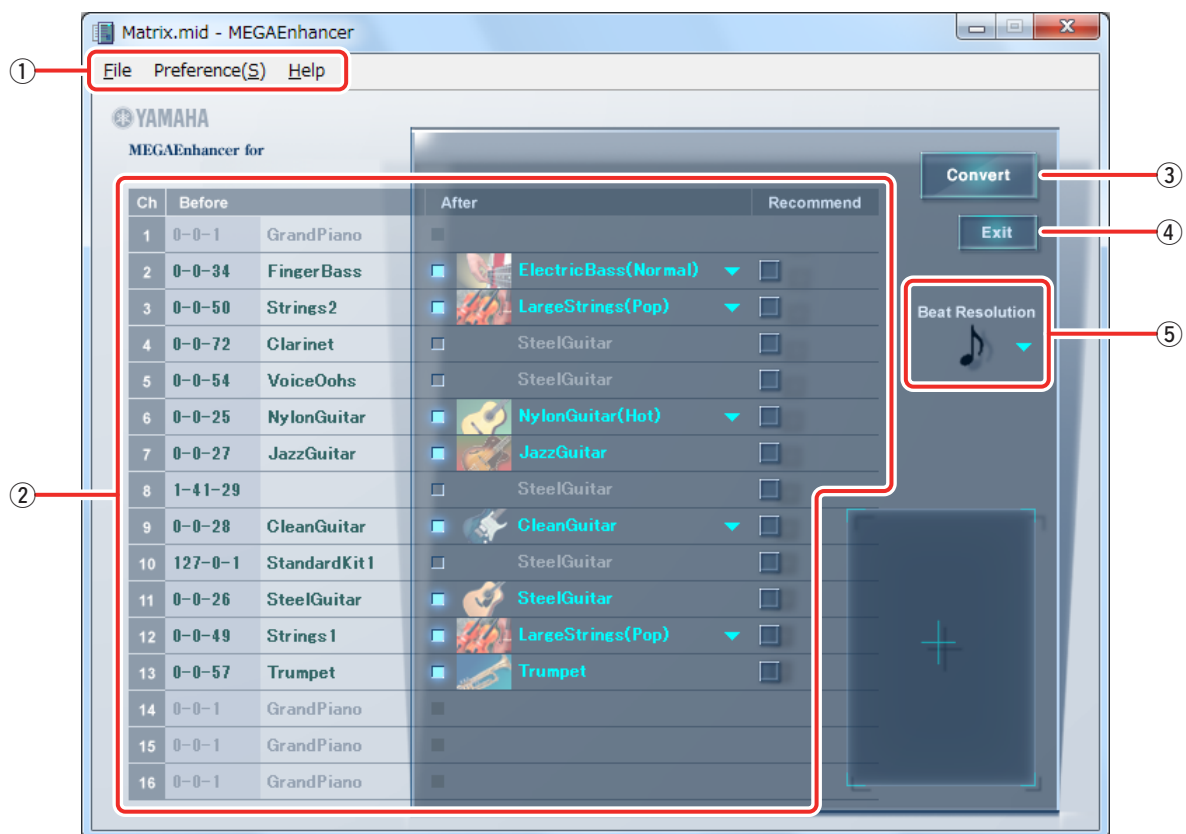 Matrix.mid - MEGAEnhancer
① File Preference(S) Help
YAMAHA
MEGAEnhancer for
Convert ③
Ch Before After Recommend
Exit ④
1 0-0-1 GrandPiano
2 0-0-34 FingerBass ElectricBass(Normal)
3 0-0-50 Strings2 LargeStrings(Pop)
Beat Resolution ⑤
4 0-0-72 Clarinet SteelGuitar
5 0-0-54 VoiceOohs SteelGuitar
6 0-0-25 NylonGuitar NylonGuitar(Hot)
7 0-0-27 JazzGuitar JazzGuitar
② 8 1-41-29 SteelGuitar
9 0-0-28 CleanGuitar CleanGuitar
10 127-0-1 StandardKit1 SteelGuitar
11 0-0-26 SteelGuitar SteelGuitar
12 0-0-49 Strings1 LargeStrings(Pop)
13 0-0-57 Trumpet Trumpet
14 0-0-1 GrandPiano
15 0-0-1 GrandPiano
16 0-0-1 GrandPiano